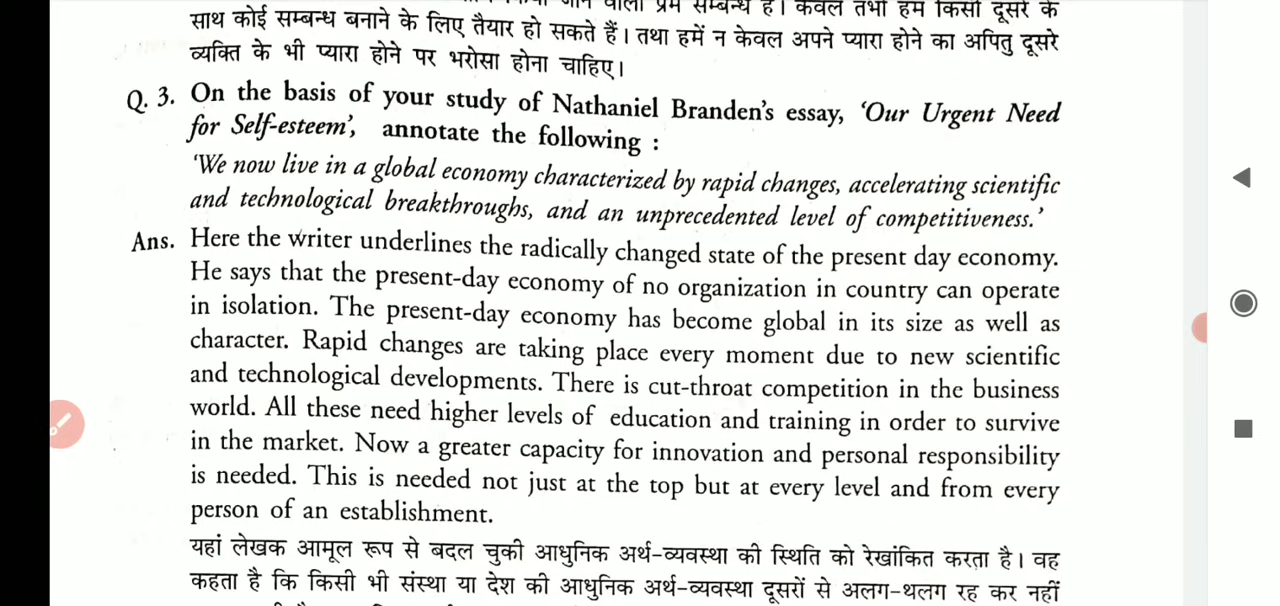 प्रेम सम्बन्ध है। केवल तभी हम किसी दूसरे के
साथ कोई सम्बन्ध बनाने के लिए तैयार हो सकते हैं। तथा हमें न केवल अपने प्यारा होने का अपितु दूसरे
व्यक्ति के भी प्यारा होने पर भरोसा होना चाहिए।
Q. 3. On the basis of your study of Nathaniel Branden's essay, 'Our Urgent Need
for Self-esteem', annotate the following :
'We now live in a global economy characterized by rapid changes, accelerating scientific
and technological breakthroughs, and an unprecedented level of competitiveness.'
Ans. Here the writer underlines the radically changed state of the present day economy.
He says that the present-day economy of no organization in country can operate
in isolation. The present-day economy has become global in its size as well as
character. Rapid changes are taking place every moment due to new scientific
and technological developments. There is cut-throat competition in the business
world. All these need higher levels of education and training in order to survive
in the market. Now a greater capacity for innovation and personal responsibility
is needed. This is needed not just at the top but at every level and from every
person of an establishment.
यहां लेखक आमूल रूप से बदल चुकी आधुनिक अर्थ-व्यवस्था की स्थिति को रेखांकित करता है। वह
कहता है कि किसी भी संस्था या देश की आधुनिक अर्थ-व्यवस्था दूसरों से अलग-थलग रह कर नहीं